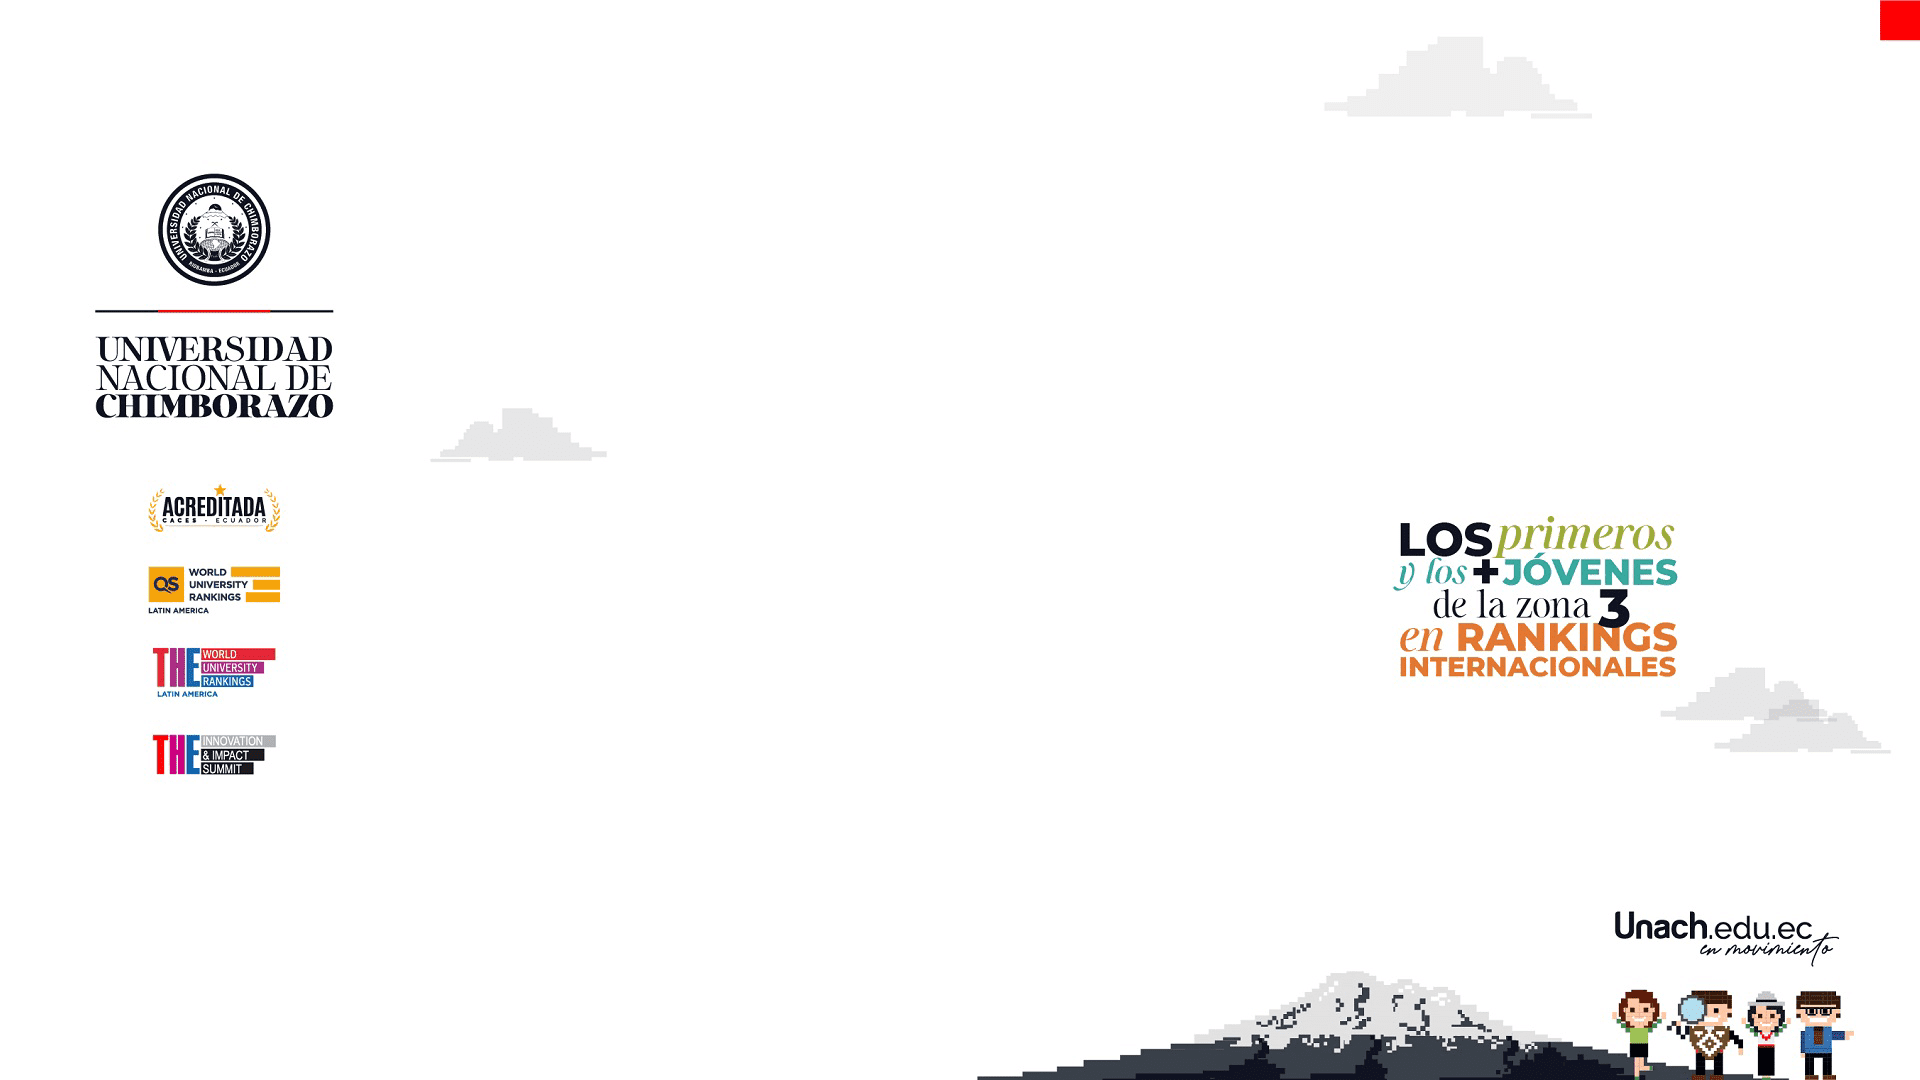 UNIVERSIDAD NACIONAL DE CHIMBORAZO
RIOBAMBA - ECUADOR
UNIVERSIDAD
NACIONAL DE
CHIMBORAZO
ACREDITADA
CACES - ECUADOR
QS WORLD
UNIVERSITY
RANKINGS
LATIN AMERICA
THE WORLD
UNIVERSITY
RANKINGS
LATIN AMERICA
THE INNOVATION
& IMPACT
SUMMIT
LOS primeros
y los +JÓVENES
de la zona 3
en RANKINGS
INTERNACIONALES
Unach.edu.ec
en movimiento